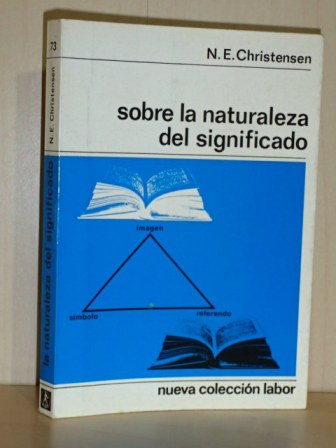 N.E.Christensen
sobre la naturaleza
del significado
imagen
símbolo
referendo
nueva colección labor
73
N. E. Christensen
la naturaleza del significado